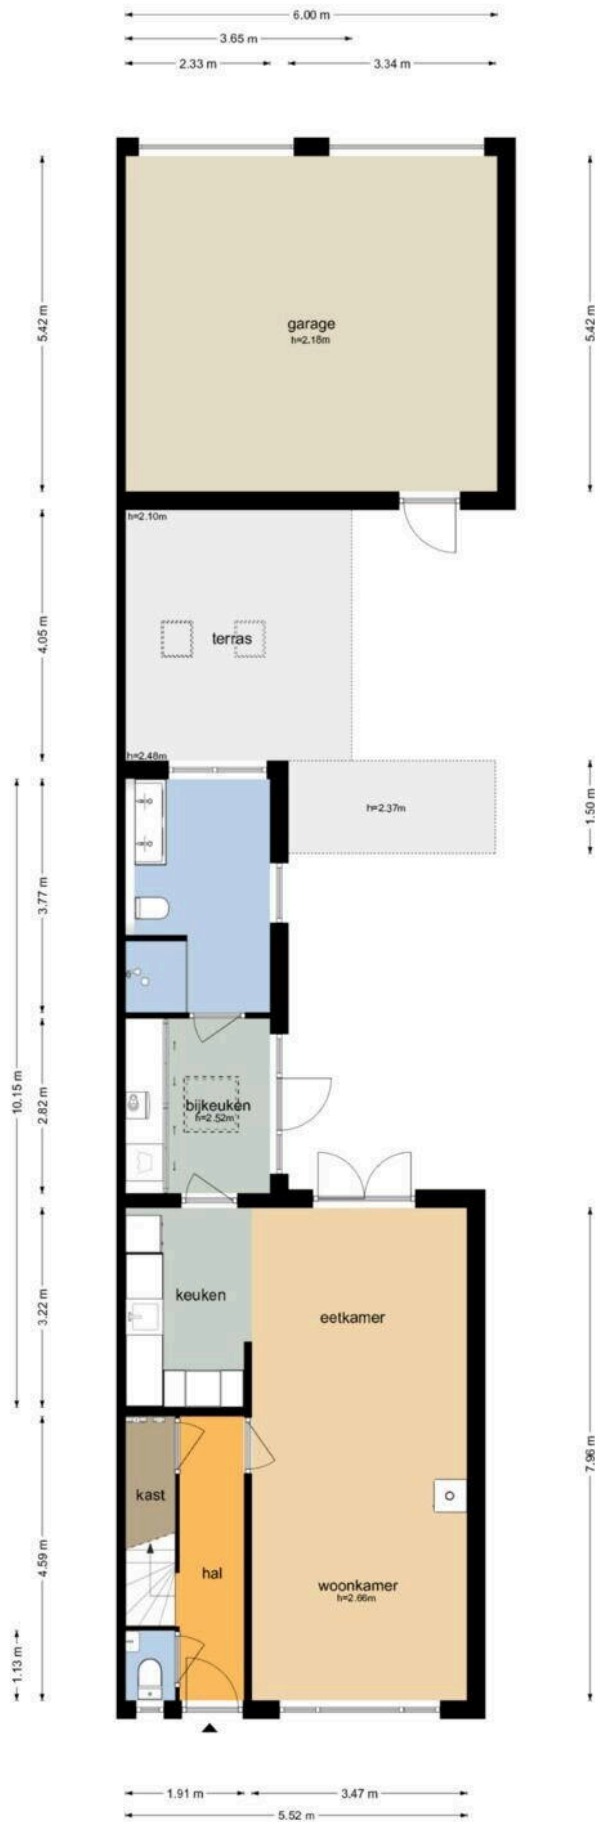 6.00 m
3.65 m
2.33 m
3.34 m
5.42 m
5.42 m
garage
h=2.18m
h=2.10m
4.05 m
terras
h=2.48m
h=2.37m
1.50 m
3.77 m
10.15 m
2.82 m
bijkeuken
h=2.52m
3.22 m
keuken
eetkamer
7.96 m
kast
4.59 m
hal
woonkamer
h=2.66m
1.13 m
1.91 m
3.47 m
5.52 m